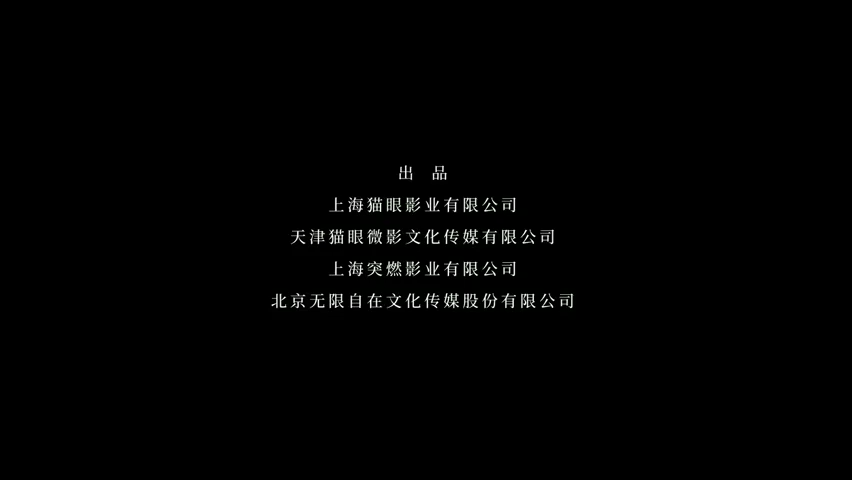 出 品
上海猫眼影业有限公司
天津猫眼微影文化传媒有限公司
上海突燃影业有限公司
北京无限自在文化传媒股份有限公司